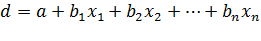 d = a + b₁x₁ + b₂x₂ + ⋯ + bₙxₙ